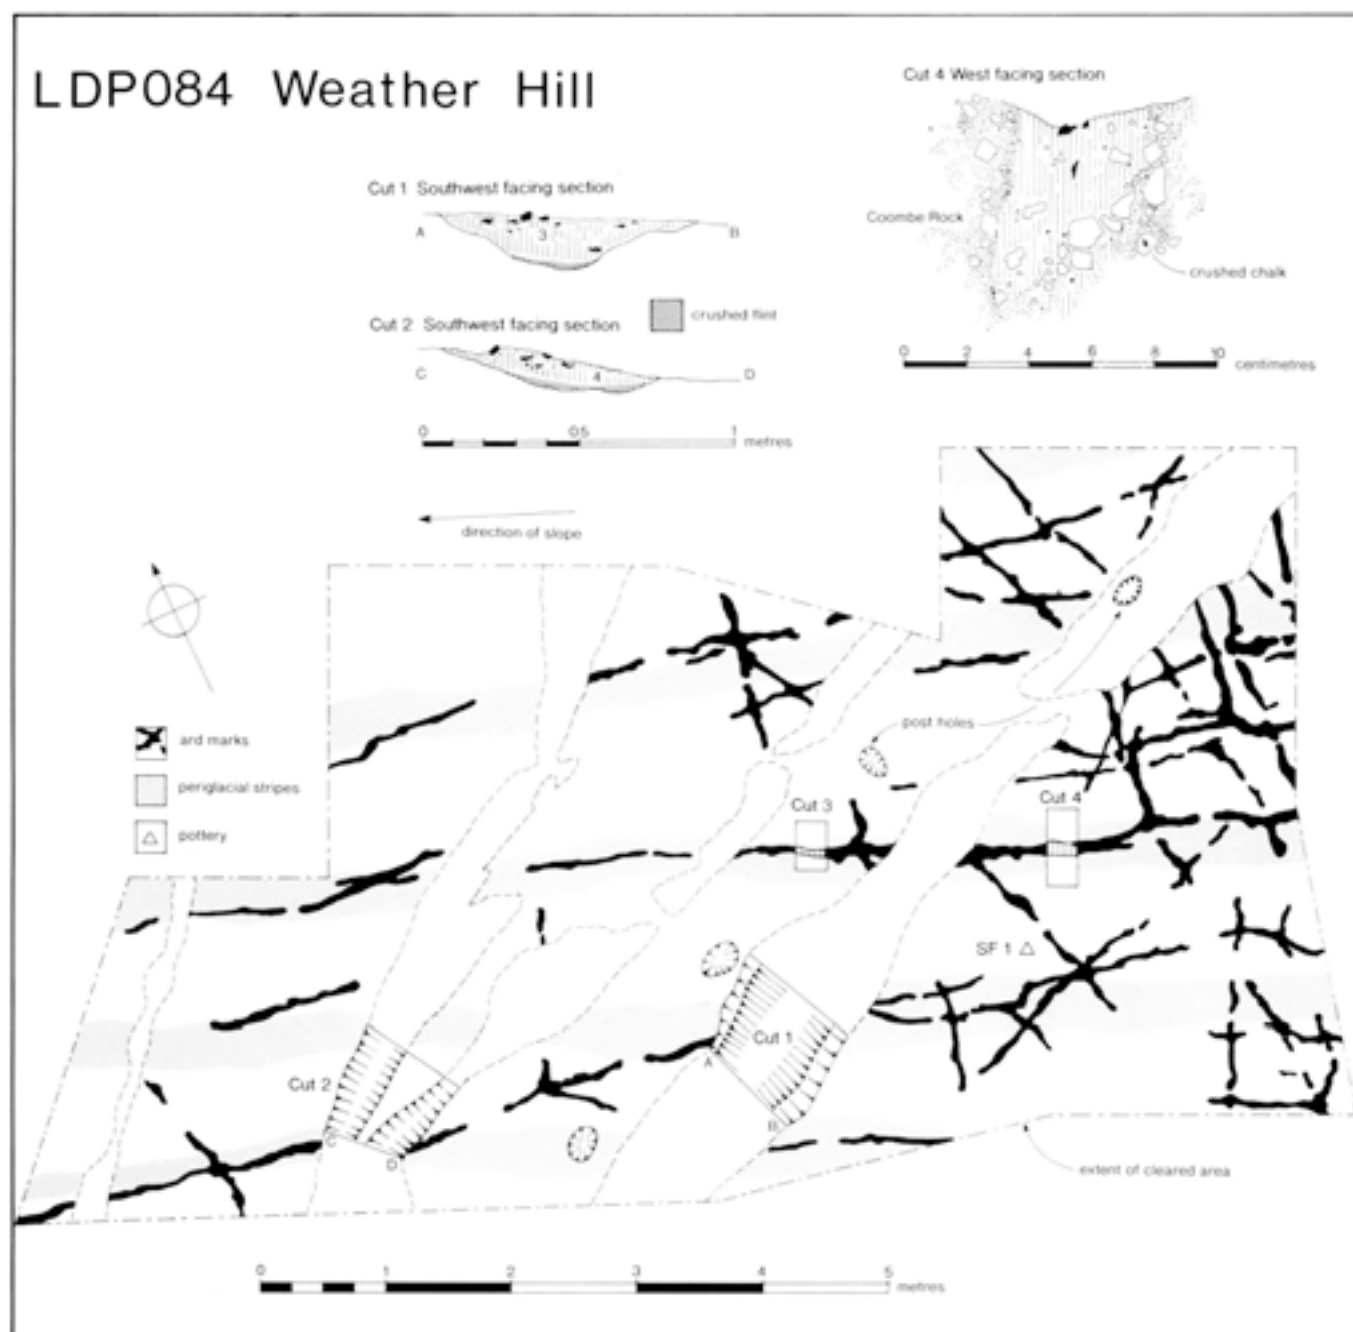 LDP084 Weather Hill
Cut 4 West facing section
Cut 1 Southwest facing section
A
3
B
Coombe Rock
crushed chalk
crushed flint
Cut 2 Southwest facing section
C
4
D
0 2 4 6 8 10
centimetres
0 0.5 1
metres
direction of slope
ard marks
periglacial stripes
pottery
post holes
Cut 3
Cut 4
SF 1
Cut 1
A
B
Cut 2
C
D
extent of cleared area
0 1 2 3 4 5
metres